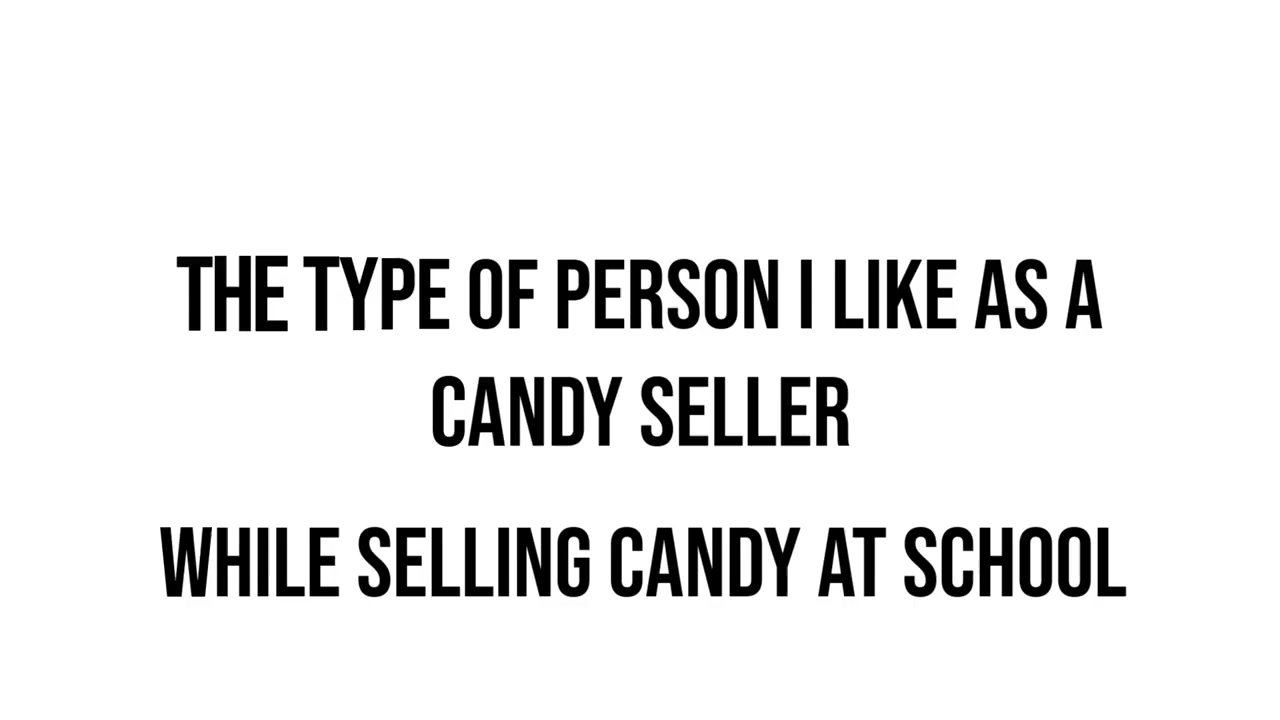 THE TYPE OF PERSON I LIKE AS A
CANDY SELLER
WHILE SELLING CANDY AT SCHOOL